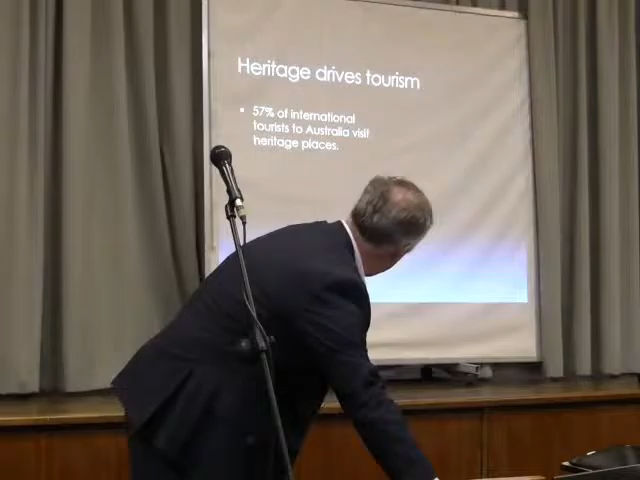 Heritage drives tourism
▪ 57% of international
tourists to Australia visit
heritage places.